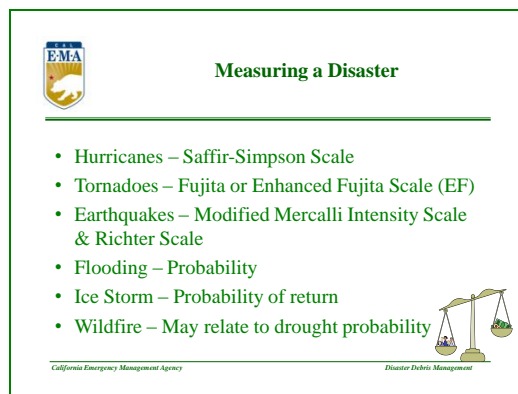 CAL
E·M·A
Measuring a Disaster
• Hurricanes – Saffir-Simpson Scale
• Tornadoes – Fujita or Enhanced Fujita Scale (EF)
• Earthquakes – Modified Mercalli Intensity Scale
& Richter Scale
• Flooding – Probability
• Ice Storm – Probability of return
• Wildfire – May relate to drought probability
California Emergency Management Agency
Disaster Debris Management